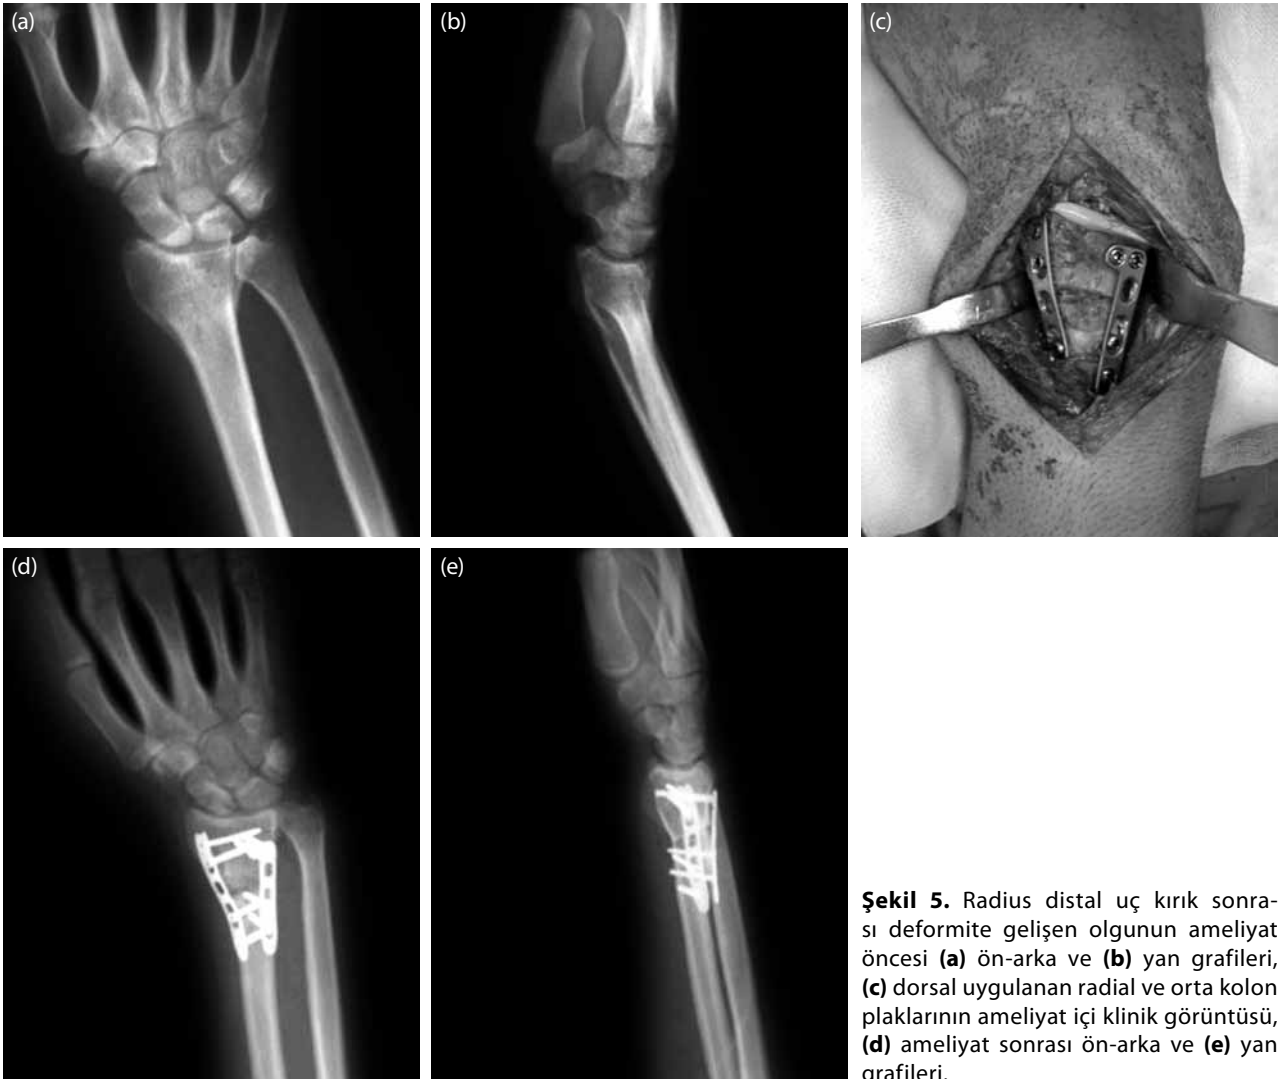 (a)
(b)
(c)
(d)
(e)
Şekil 5. Radius distal uç kırık sonra-
sı deformite gelişen olgunun ameliyat
öncesi (a) ön-arka ve (b) yan grafileri,
(c) dorsal uygulanan radial ve orta kolon
plaklarının ameliyat içi klinik görüntüsü,
(d) ameliyat sonrası ön-arka ve (e) yan
grafileri.